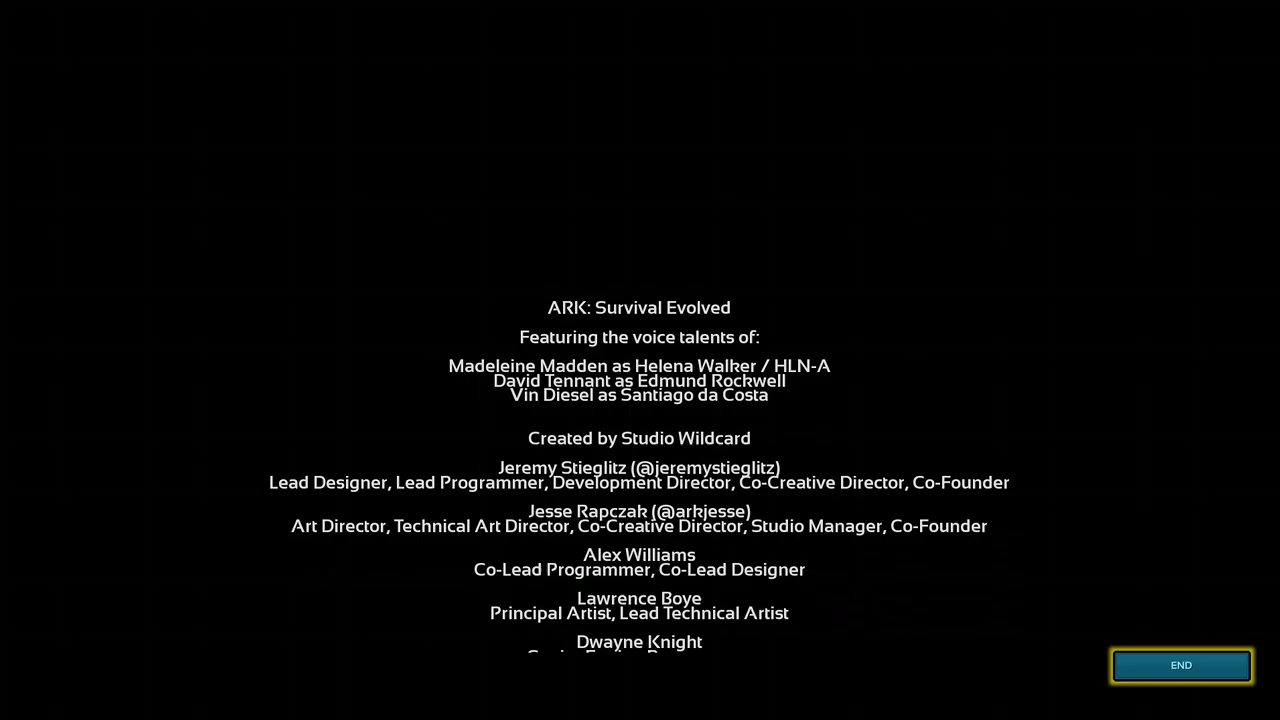 ARK: Survival Evolved
Featuring the voice talents of:
Madeleine Madden as Helena Walker / HLN-A
David Tennant as Edmund Rockwell
Vin Diesel as Santiago da Costa
Created by Studio Wildcard
Jeremy Stieglitz (@jeremystieglitz)
Lead Designer, Lead Programmer, Development Director, Co-Creative Director, Co-Founder
Jesse Rapczak (@arkjesse)
Art Director, Technical Art Director, Co-Creative Director, Studio Manager, Co-Founder
Alex Williams
Co-Lead Programmer, Co-Lead Designer
Lawrence Boye
Principal Artist, Lead Technical Artist
Dwayne Knight
END